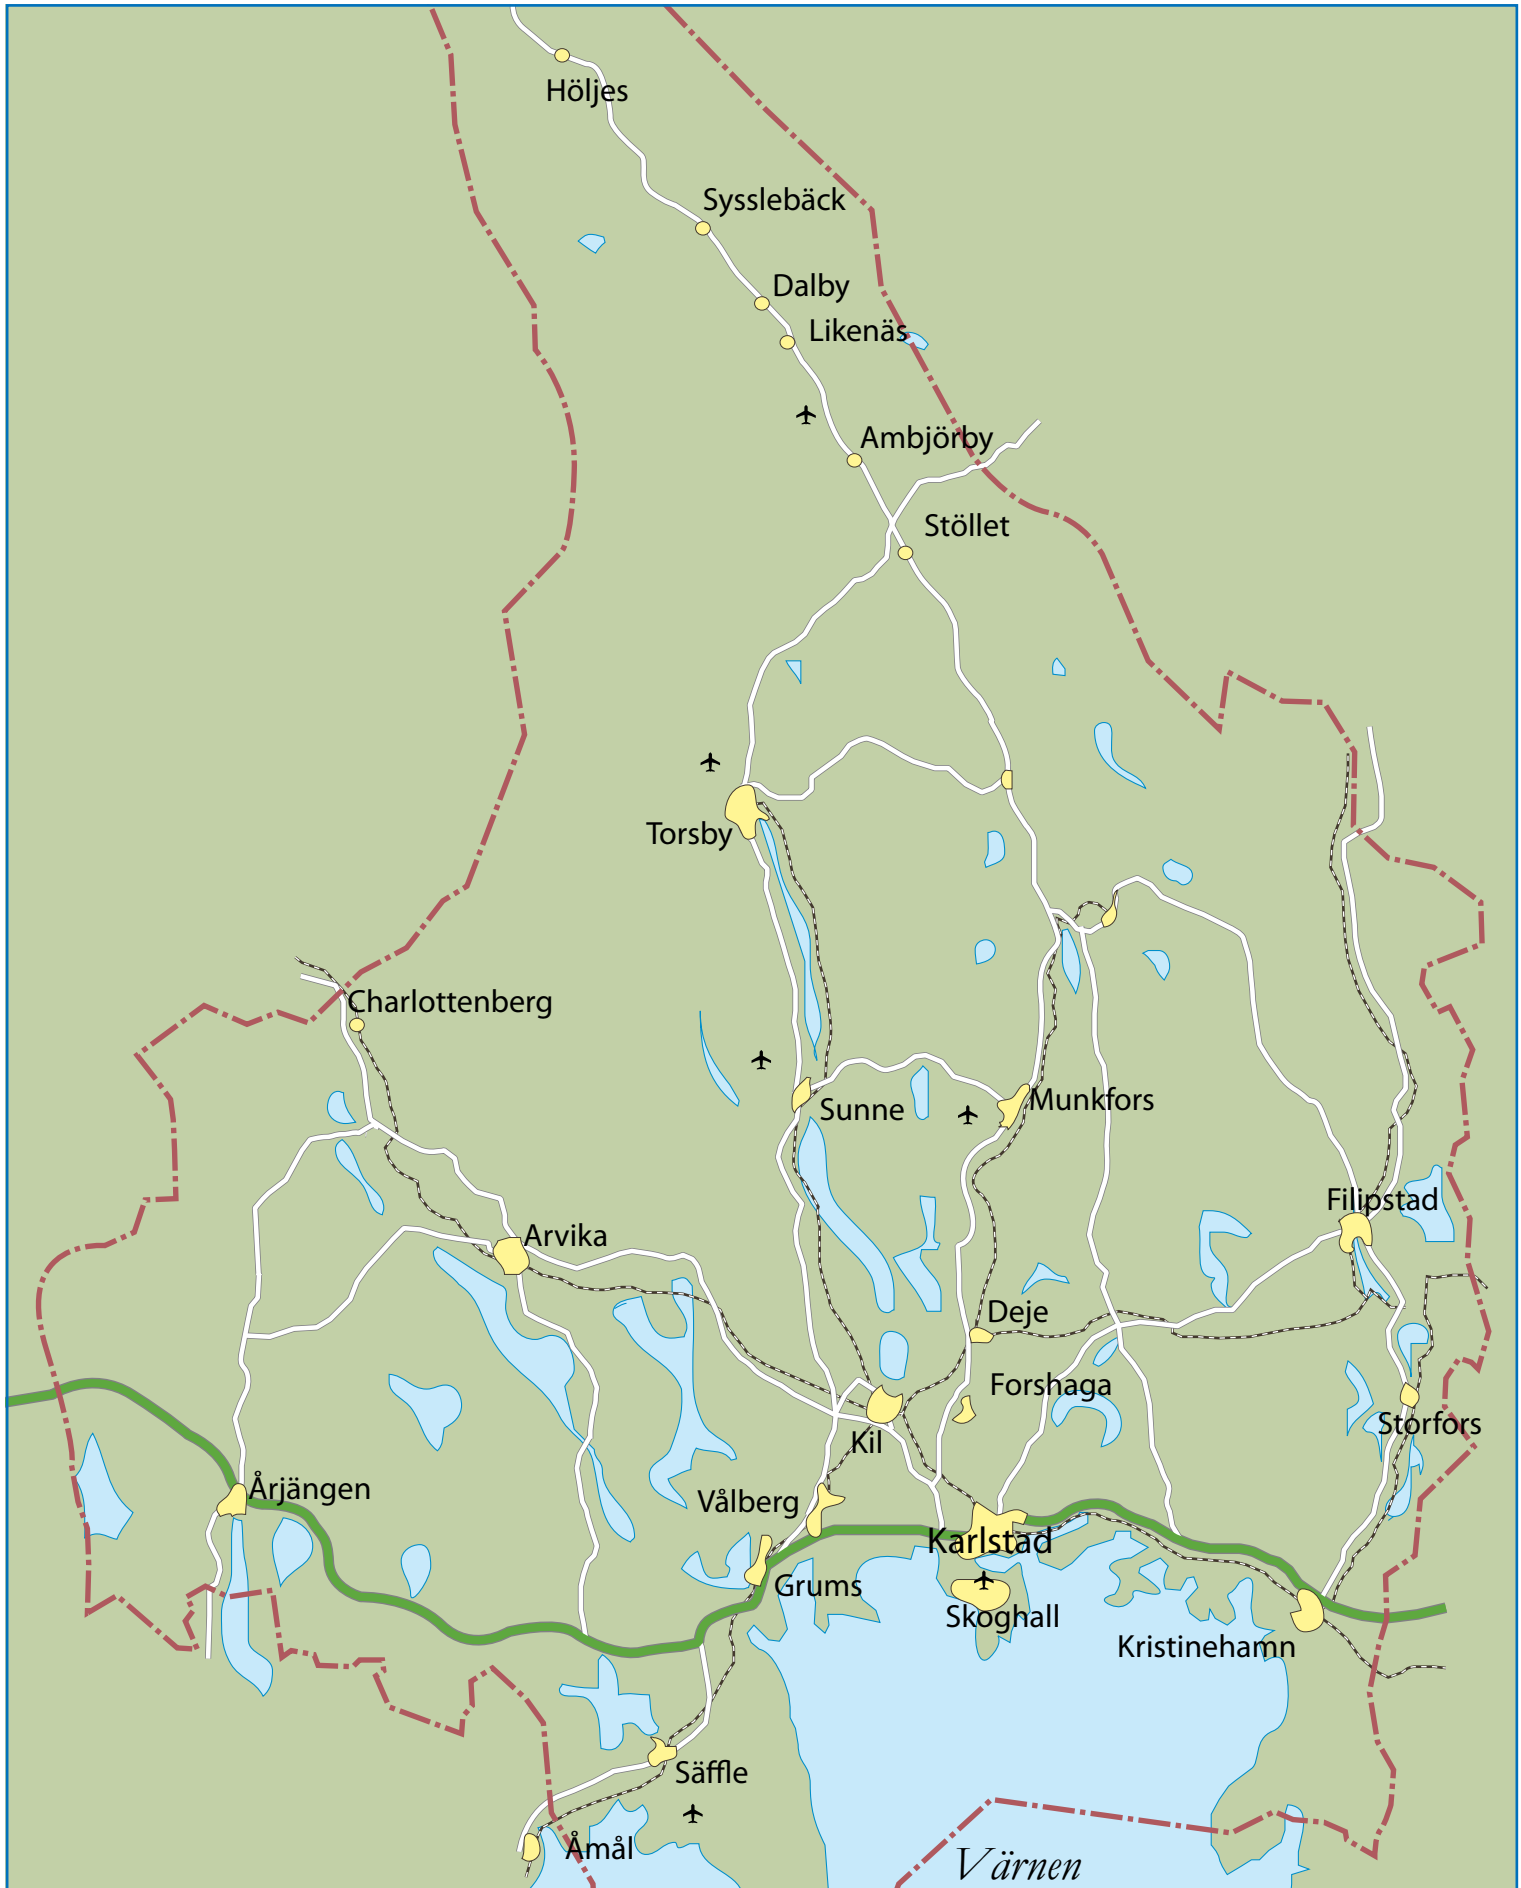 Höljes
Sysslebäck
Dalby
Likenäs
Ambjörby
Stöllet
Torsby
Charlottenberg
Sunne
Munkfors
Filipstad
Arvika
Deje
Forshaga
Storfors
Kil
Årjängen
Vålberg
Karlstad
Grums
Skoghall
Kristinehamn
Säffle
Åmål
Värnen